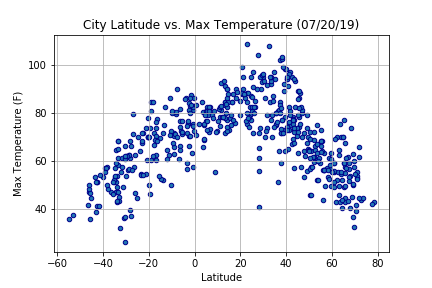 City Latitude vs. Max Temperature (07/20/19)
Max Temperature (F)
100
80
60
40
−60 −40 −20 0 20 40 60 80
Latitude